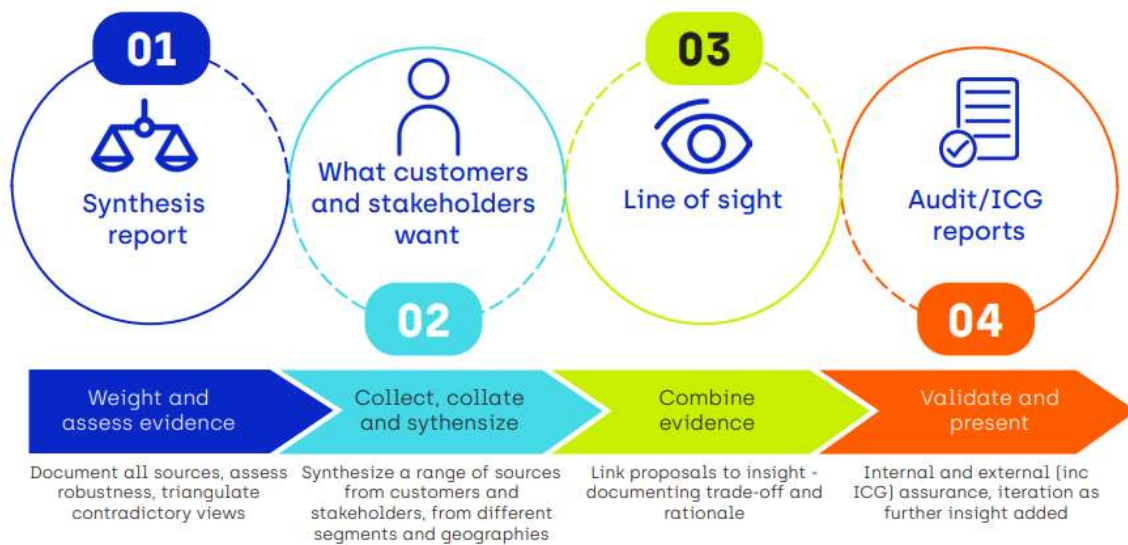 01
Synthesis
report
What customers
and stakeholders
want
02
03
Line of sight
Audit/ICG
reports
04
Weight and
assess evidence
Collect, collate
and sythensize
Combine
evidence
Validate and
present
Document all sources, assess
robustness, triangulate
contradictory views
Synthesize a range of sources
from customers and
stakeholders, from different
segments and geographies
Link proposals to insight -
documenting trade-off and
rationale
Internal and external (inc
ICG) assurance, iteration as
further insight added